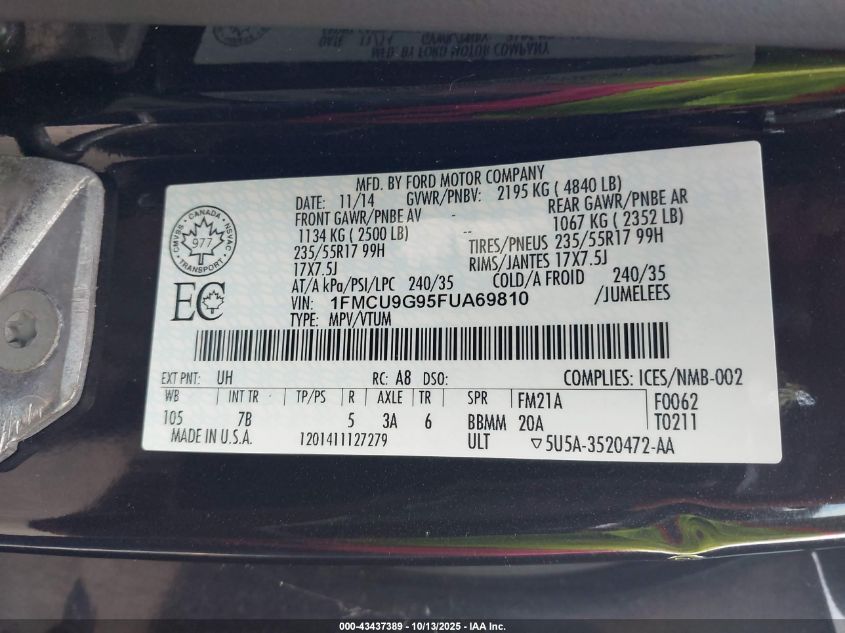 MFD. BY FORD MOTOR COMPANY
DATE: 11/14 GVWR/PNBV: 2195 KG ( 4840 LB)
FRONT GAWR/PNBE AV REAR GAWR/PNBE AR
1134 KG ( 2500 LB) -- 1067 KG ( 2352 LB)
235/55R17 99H TIRES/PNEUS 235/55R17 99H
17X7.5J RIMS/JANTES 17X7.5J
AT/A kPa/PSI/LPC 240/35 COLD/A FROID 240/35
VIN: 1FMCU9G95FUA69810 /JUMELEES
TYPE: MPV/VTUM
CANADA
CMVSS NSVAC
977
TRANSPORT
EC
EXT PNT: UH RC: A8 DSO: COMPLIES: ICES/NMB-002
WB INT TR TP/PS R AXLE TR SPR FM21A F0062
105 7B 5 3A 6 BBMM 20A T0211
MADE IN U.S.A. 1201411127279 ULT ▽5U5A-3520472-AA
000-43437389 - 10/13/2025 - IAA Inc.